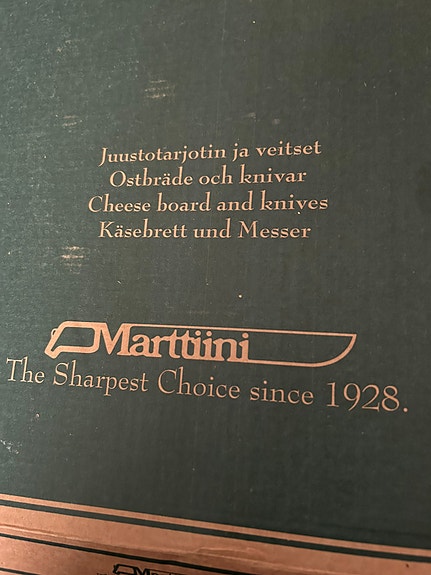 Juustotarjotin ja veitset
Ostbräde och knivar
Cheese board and knives
Käsebrett und Messer
Marttiini
The Sharpest Choice since 1928.
Marttiini